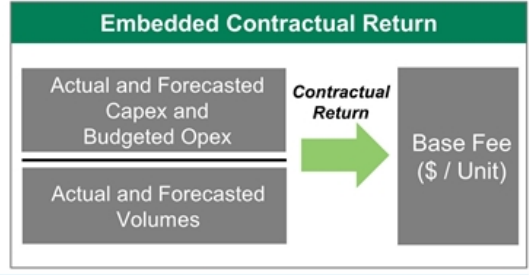 Embedded Contractual Return
Actual and Forecasted
Capex and
Budgeted Opex
Contractual
Return
Base Fee
($ / Unit)
Actual and Forecasted
Volumes